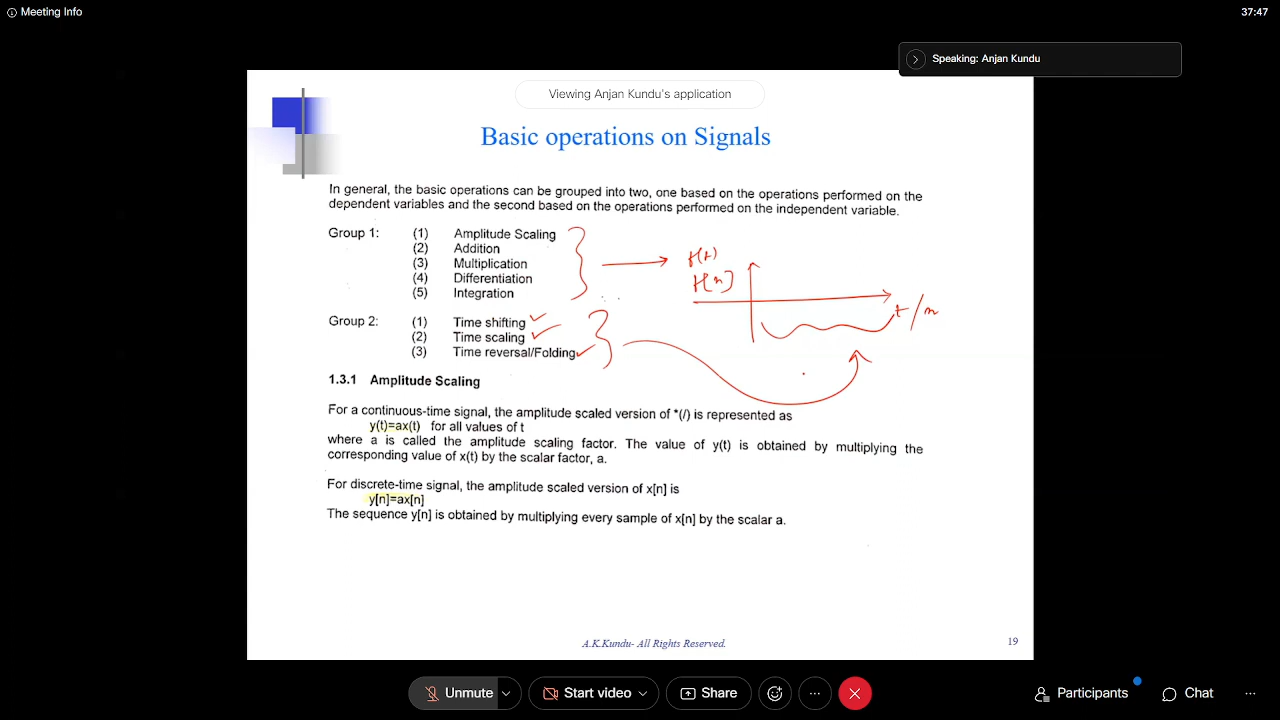 Meeting Info
37:47
Speaking: Anjan Kundu
Viewing Anjan Kundu's application
Basic operations on Signals
In general, the basic operations can be grouped into two, one based on the operations performed on the
dependent variables and the second based on the operations performed on the independent variable.
Group 1: (1) Amplitude Scaling
(2) Addition
(3) Multiplication
(4) Differentiation
(5) Integration
f(t)
f[n]
t/n
Group 2: (1) Time shifting
(2) Time scaling
(3) Time reversal/Folding
1.3.1 Amplitude Scaling
For a continuous-time signal, the amplitude scaled version of *(/) is represented as
y(t)=ax(t) for all values of t
where a is called the amplitude scaling factor. The value of y(t) is obtained by multiplying the
corresponding value of x(t) by the scalar factor, a.
For discrete-time signal, the amplitude scaled version of x[n] is
y[n]=ax[n]
The sequence y[n] is obtained by multiplying every sample of x[n] by the scalar a.
A.K.Kundu- All Rights Reserved.
19
Unmute
Start video
Share
Participants
Chat